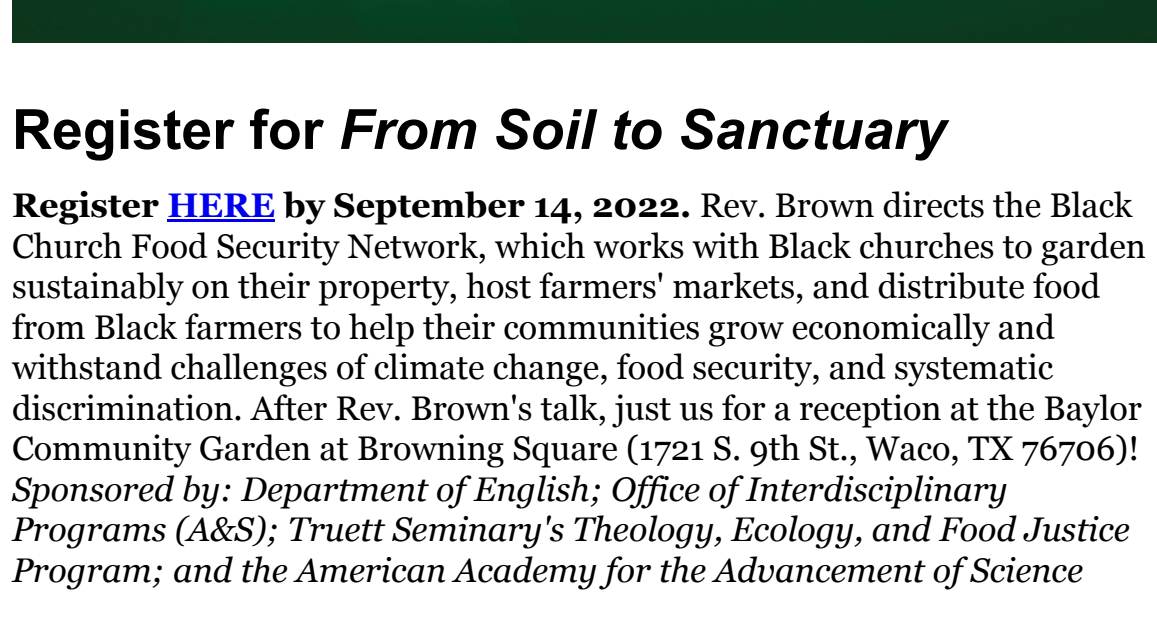 Register for From Soil to Sanctuary
Register HERE by September 14, 2022. Rev. Brown directs the Black
Church Food Security Network, which works with Black churches to garden
sustainably on their property, host farmers' markets, and distribute food
from Black farmers to help their communities grow economically and
withstand challenges of climate change, food security, and systematic
discrimination. After Rev. Brown's talk, just us for a reception at the Baylor
Community Garden at Browning Square (1721 S. 9th St., Waco, TX 76706)!
Sponsored by: Department of English; Office of Interdisciplinary
Programs (A&S); Truett Seminary's Theology, Ecology, and Food Justice
Program; and the American Academy for the Advancement of Science